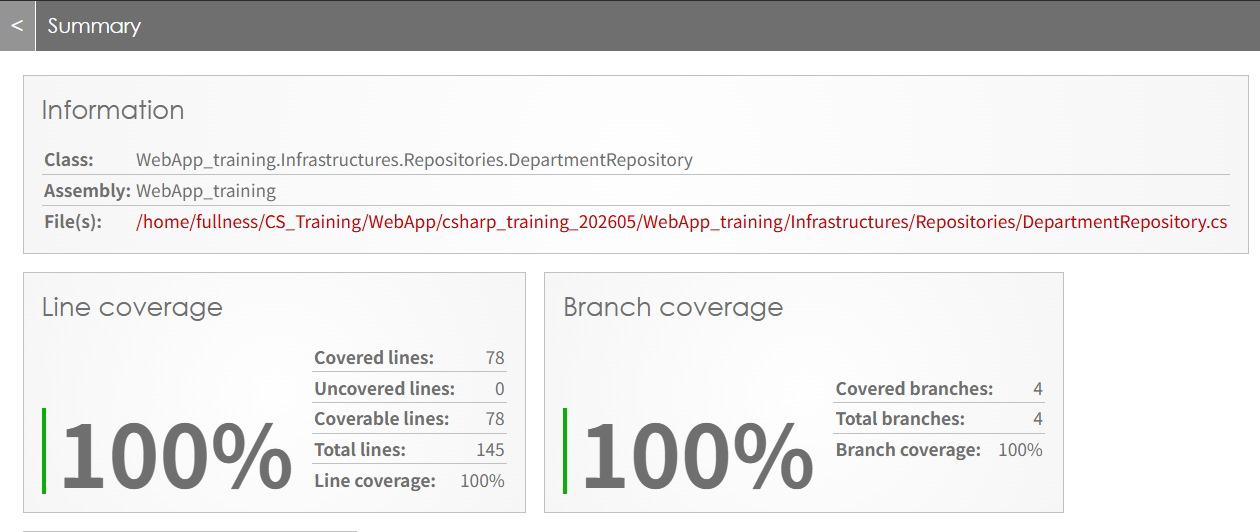 < Summary
Information
Class: WebApp_training.Infrastructures.Repositories.DepartmentRepository
Assembly: WebApp_training
File(s): /home/fullness/CS_Training/WebApp/csharp_training_202605/WebApp_training/Infrastructures/Repositories/DepartmentRepository.cs
Line coverage
100%
Covered lines: 78
Uncovered lines: 0
Coverable lines: 78
Total lines: 145
Line coverage: 100%
Branch coverage
100%
Covered branches: 4
Total branches: 4
Branch coverage: 100%